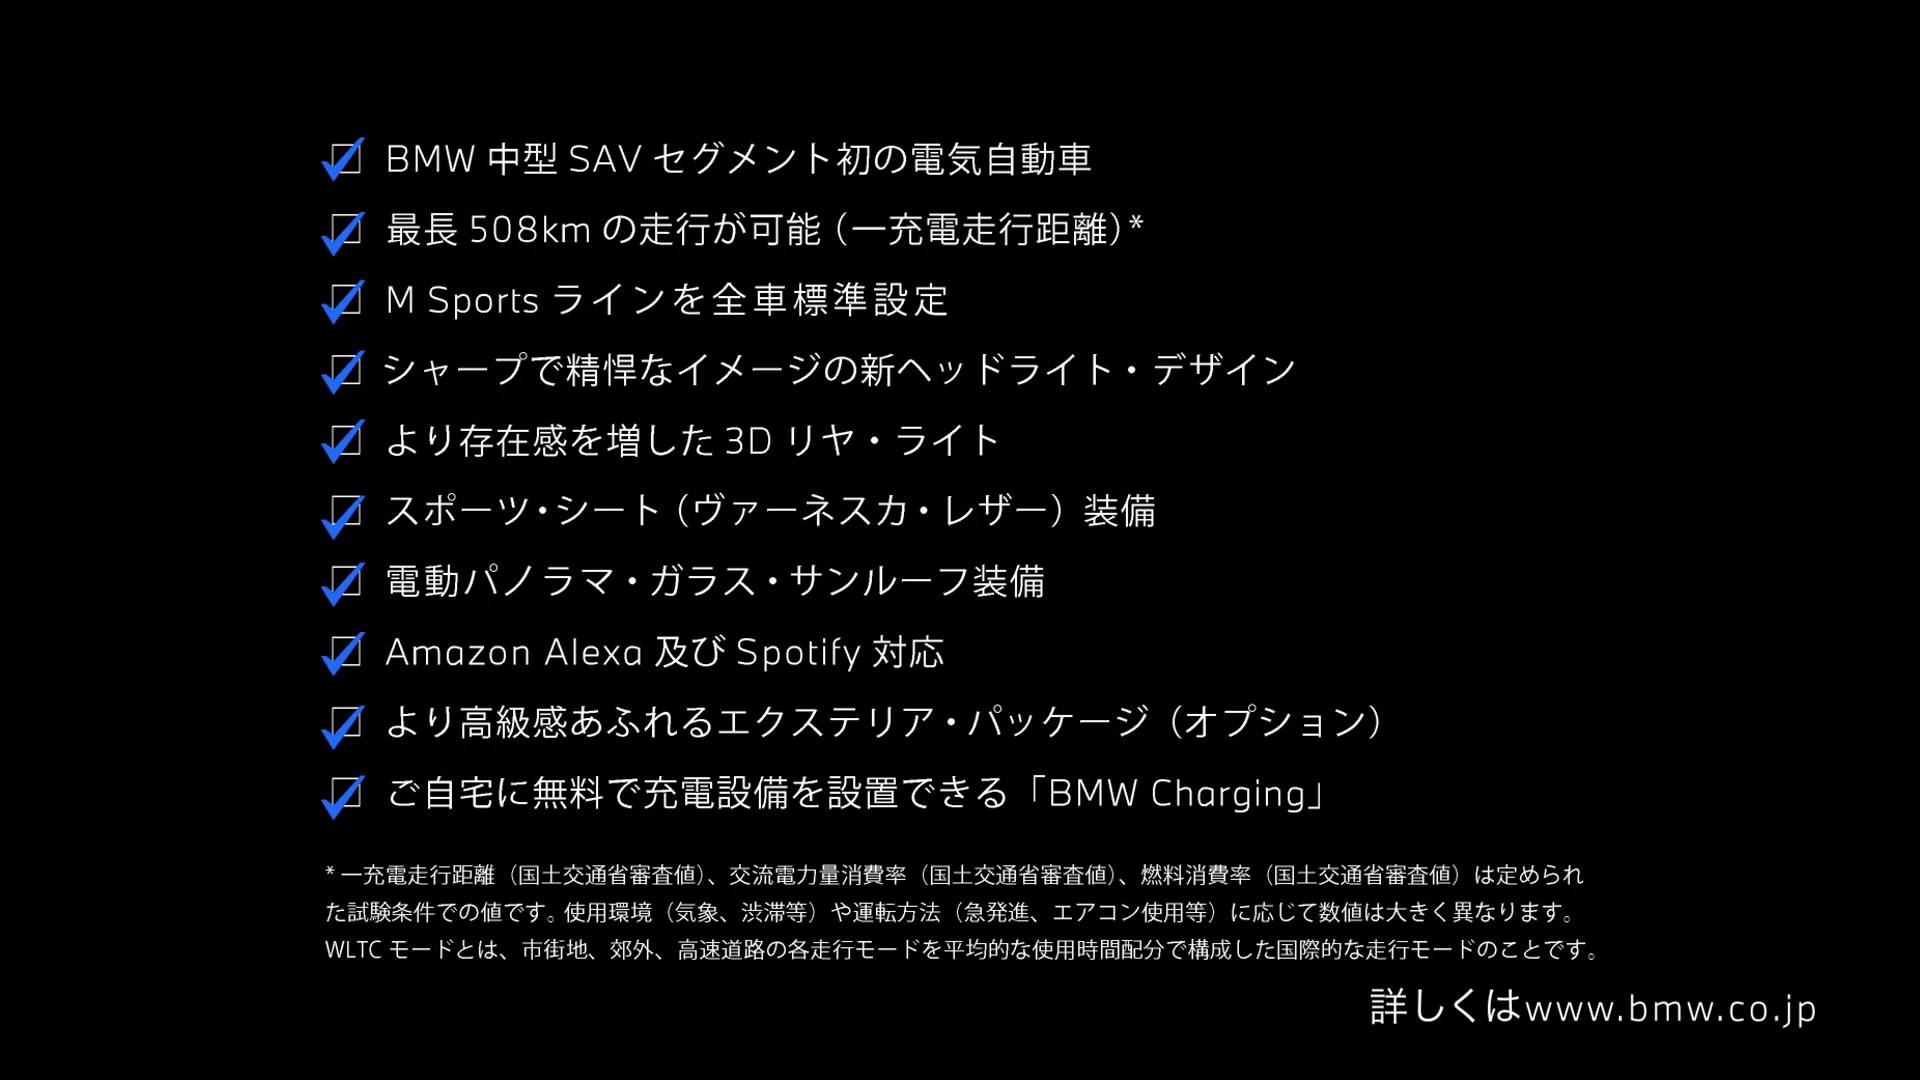 BMW 中型 SAV セグメント初の電気自動車
最長 508km の走行が可能（一充電走行距離）*
M Sports ラインを全車標準設定
シャープで精悍なイメージの新ヘッドライト・デザイン
より存在感を増した 3D リヤ・ライト
スポーツ・シート（ヴァーネスカ・レザー）装備
電動パノラマ・ガラス・サンルーフ装備
Amazon Alexa 及び Spotify 対応
より高級感あふれるエクステリア・パッケージ（オプション）
ご自宅に無料で充電設備を設置できる「BMW Charging」
* 一充電走行距離（国土交通省審査値）、交流電力量消費率（国土交通省審査値）、燃料消費率（国土交通省審査値）は定められ
た試験条件での値です。使用環境（気象、渋滞等）や運転方法（急発進、エアコン使用等）に応じて数値は大きく異なります。
WLTC モードとは、市街地、郊外、高速道路の各走行モードを平均的な使用時間配分で構成した国際的な走行モードのことです。
詳しくはwww.bmw.co.jp